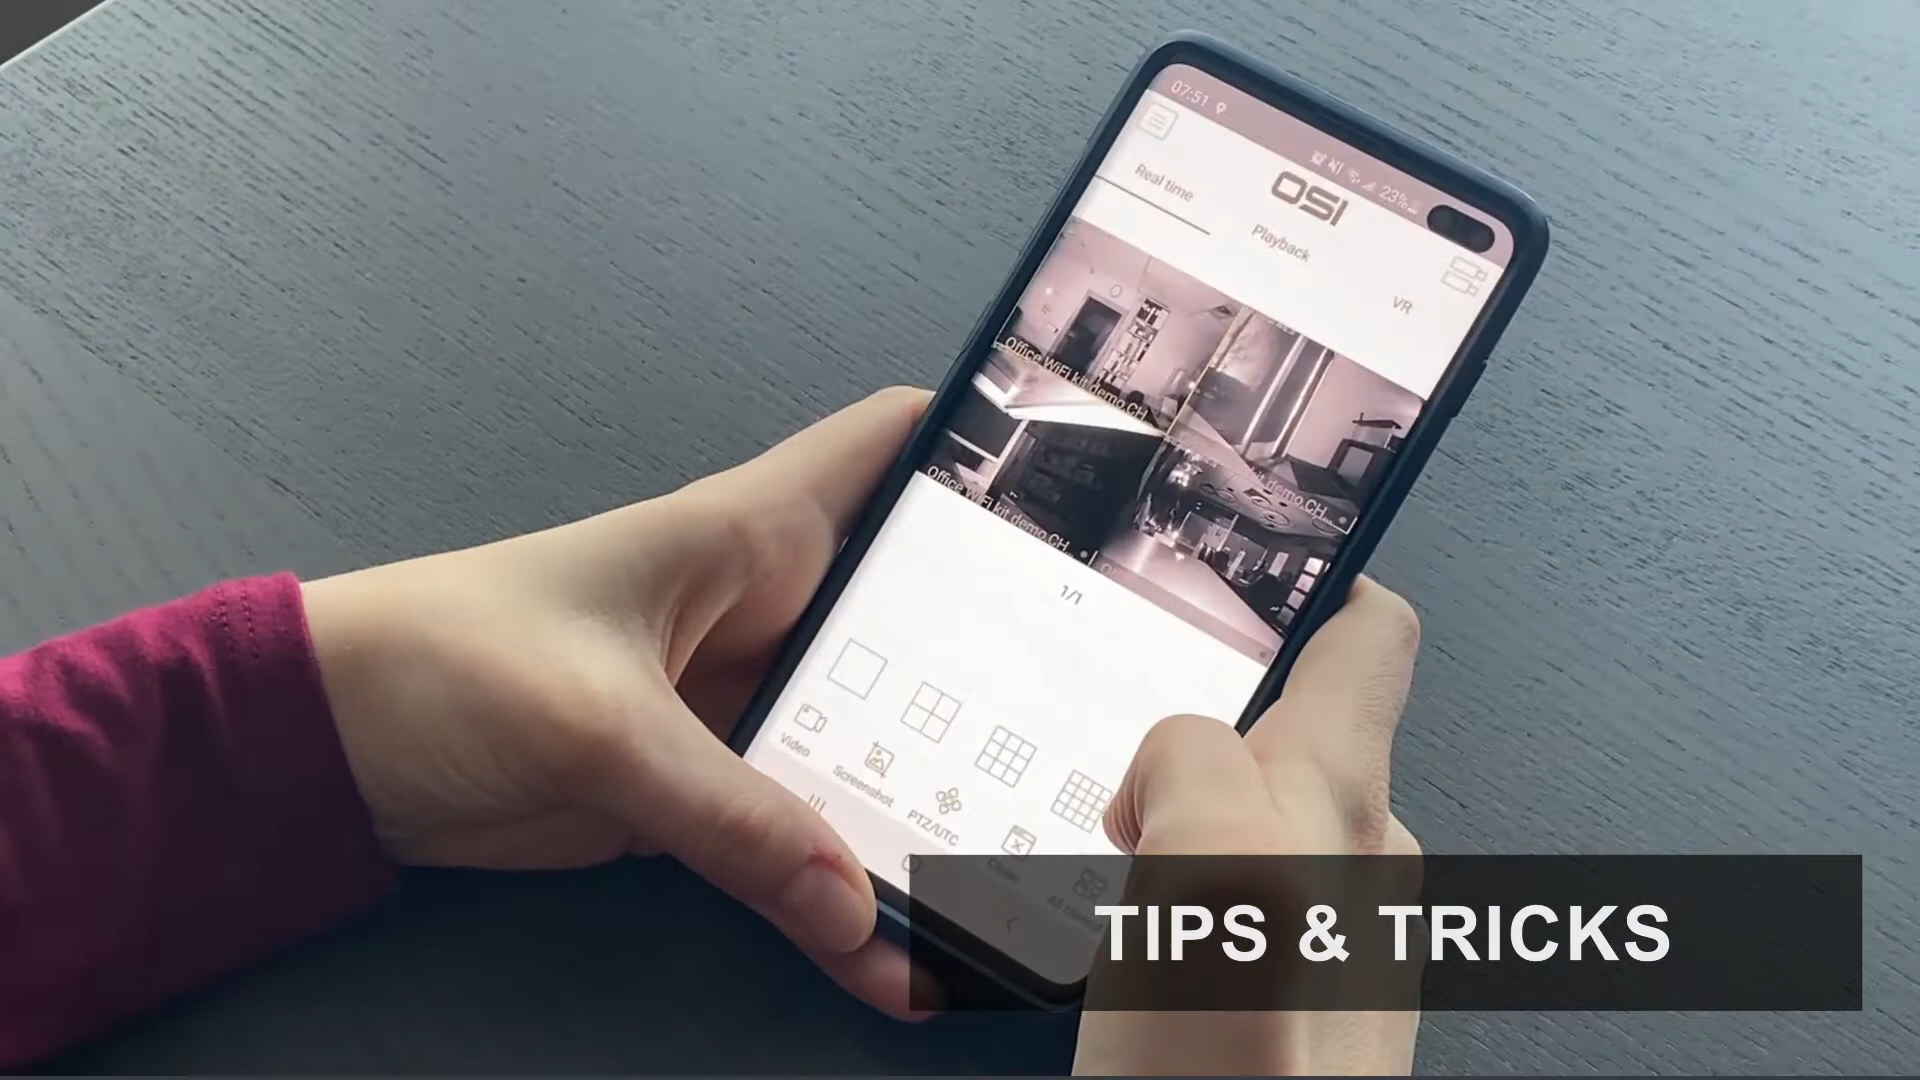 07:51
23%
OSI
Real time
Playback
VR
Office WiFi kit demo,CH
kit demo,CH...
Office WiFi kit demo,CH...
1/1
Video
Screenshot
PTZ/UTC
TIPS & TRICKS